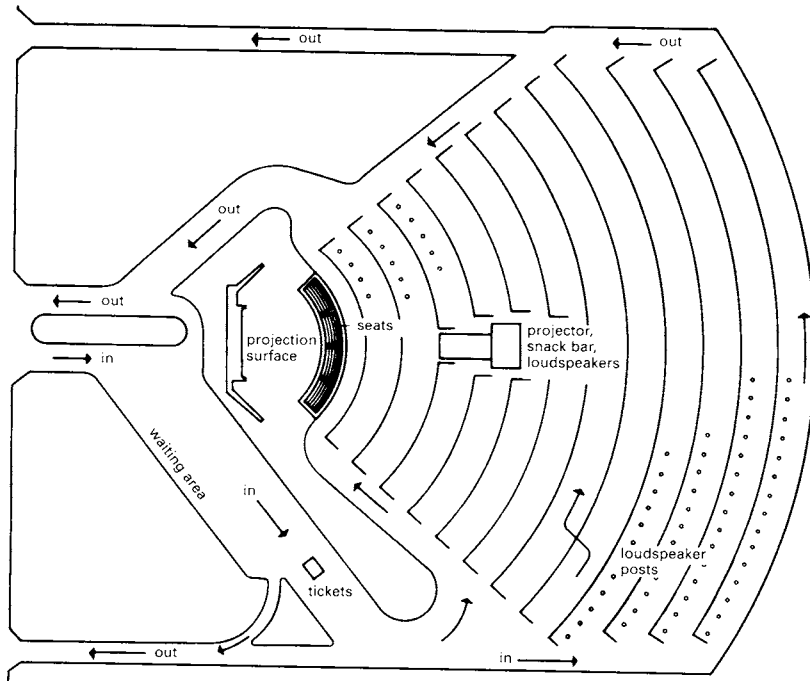 out
out
out
out
in
projection
surface
seats
projector,
snack bar,
loudspeakers
waiting area
in
tickets
loudspeaker
posts
out
in